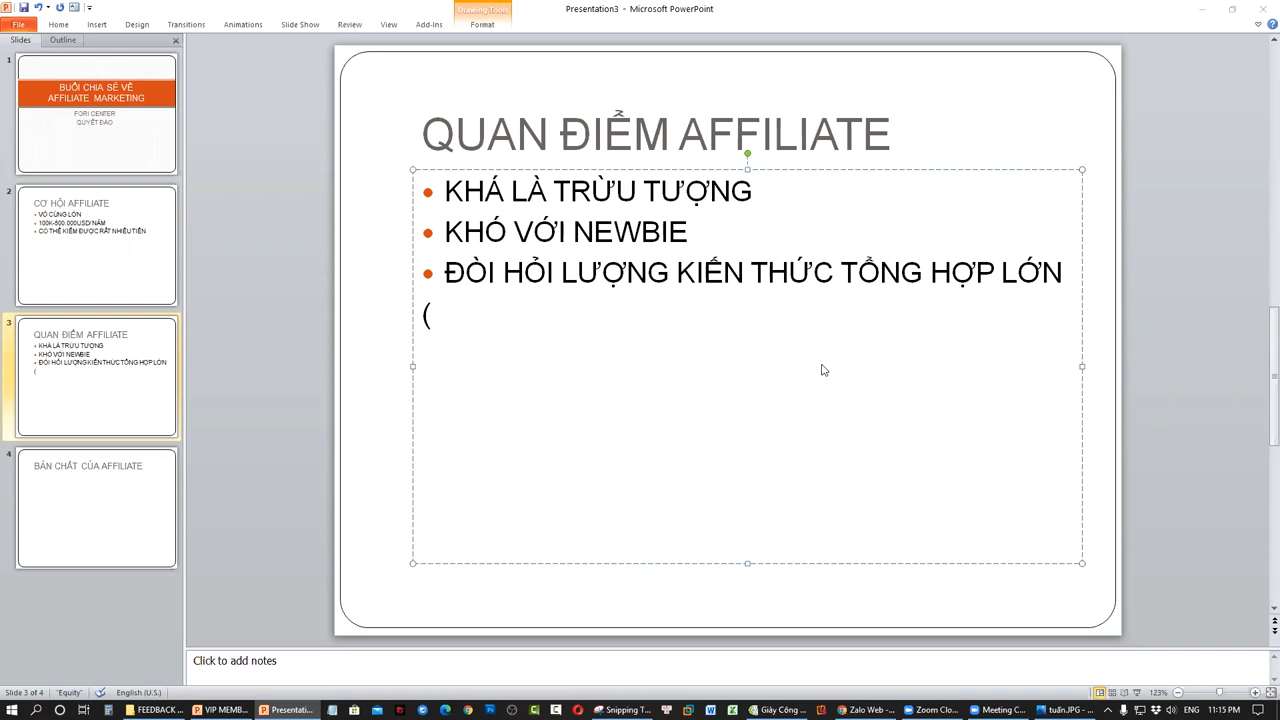 Drawing Tools
Presentation3 - Microsoft PowerPoint
File Home Insert Design Transitions Animations Slide Show Review View Add-Ins Format
Slides Outline
1
BUỔI CHIA SẺ VỀ
AFFILIATE MARKETING
FORI CENTER
QUYẾT ĐÀO
2
CƠ HỘI AFFILIATE
VÔ CÙNG LỚN
100K-500.000USD/NĂM
CÓ THỂ KIẾM ĐƯỢC RẤT NHIỀU TIỀN
3
QUAN ĐIỂM AFFILIATE
KHÁ LÀ TRỪU TƯỢNG
KHÓ VỚI NEWBIE
ĐÒI HỎI LƯỢNG KIẾN THỨC TỔNG HỢP LỚN
(
4
BẢN CHẤT CỦA AFFILIATE
QUAN ĐIỂM AFFILIATE
KHÁ LÀ TRỪU TƯỢNG
KHÓ VỚI NEWBIE
ĐÒI HỎI LƯỢNG KIẾN THỨC TỔNG HỢP LỚN
(
Click to add notes
Slide 3 of 4 "Equity" English (U.S.) 123%
FEEDBACK ... VIP MEMB... Presentati... Snipping T... Giấy Công ... Zalo Web - ... Zoom Clo... Meeting C... tuấn.JPG - ... ENG 11:15 PM